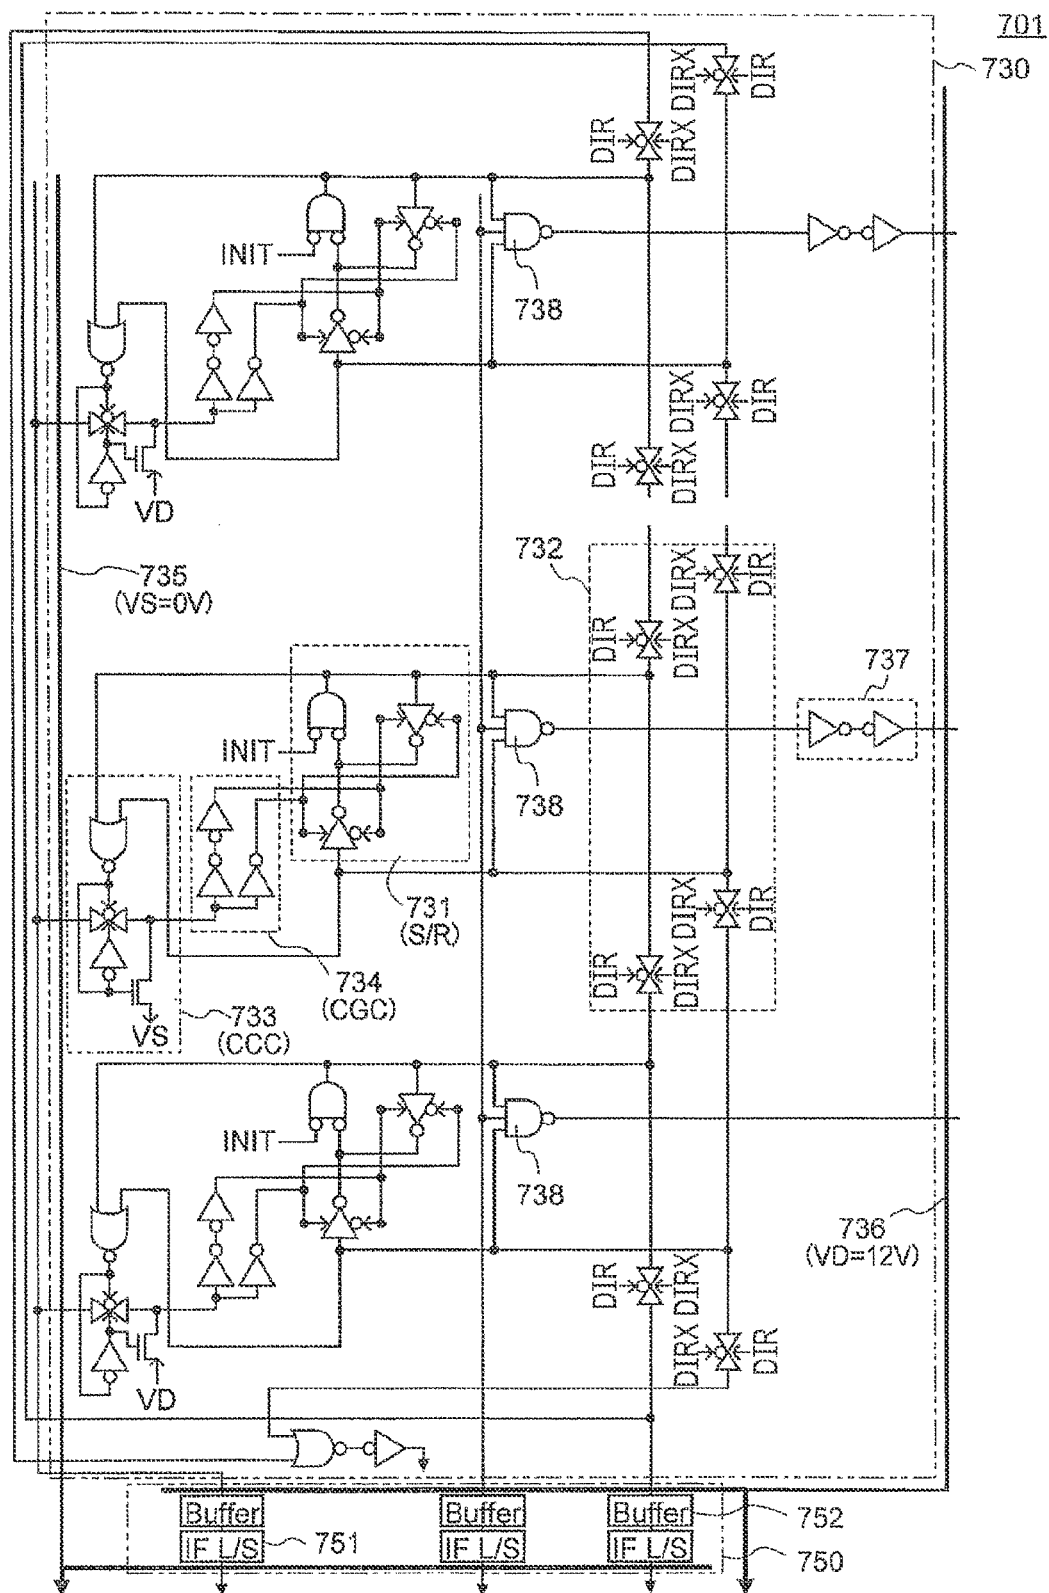 701
730
DIRX
DIR
DIR
DIRX
INIT
738
DIRX
DIR
DIR
DIRX
VD
735
(VS=0V)
732
DIRX
DIR
DIR
DIRX
737
INIT
738
731
(S/R)
DIRX
DIR
DIR
DIRX
734
(CGC)
733
(CCC)
VS
INIT
738
736
(VD=12V)
DIR
DIRX
DIRX
DIR
VD
Buffer
Buffer
Buffer
752
IF L/S
751
IF L/S
IF L/S
750